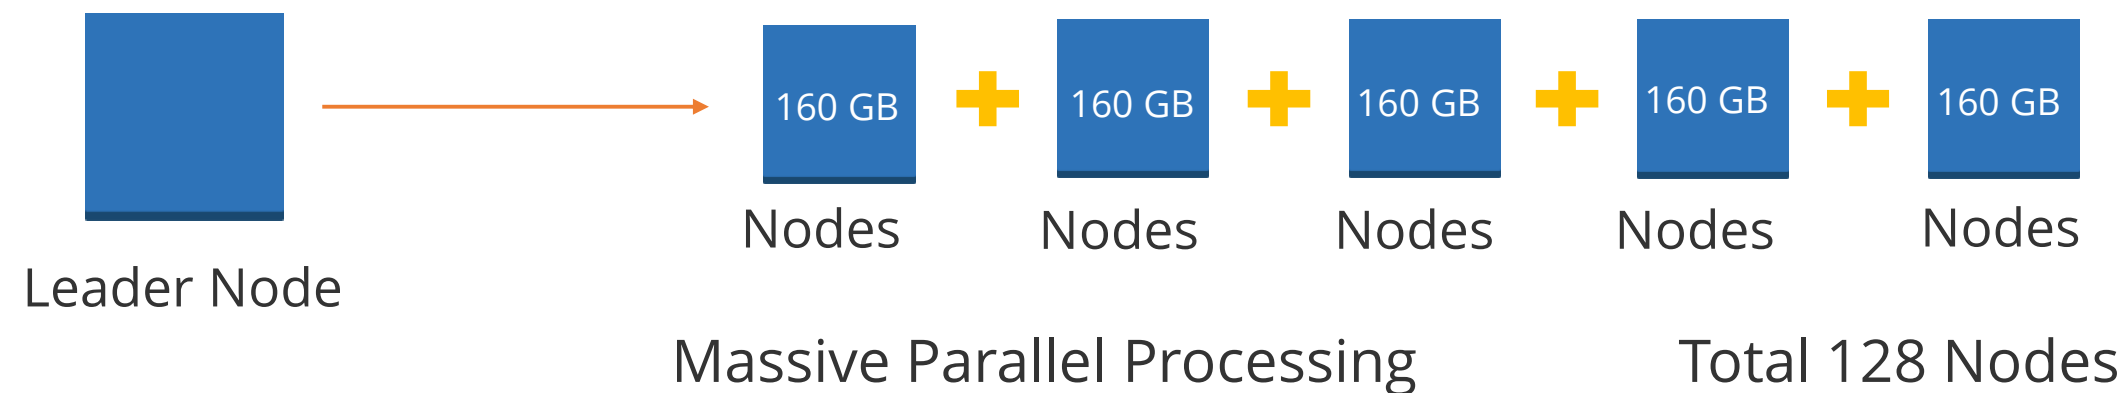 160 GB
160 GB
160 GB
160 GB
160 GB
Nodes
Nodes
Nodes
Nodes
Nodes
Leader Node
Massive Parallel Processing
Total 128 Nodes